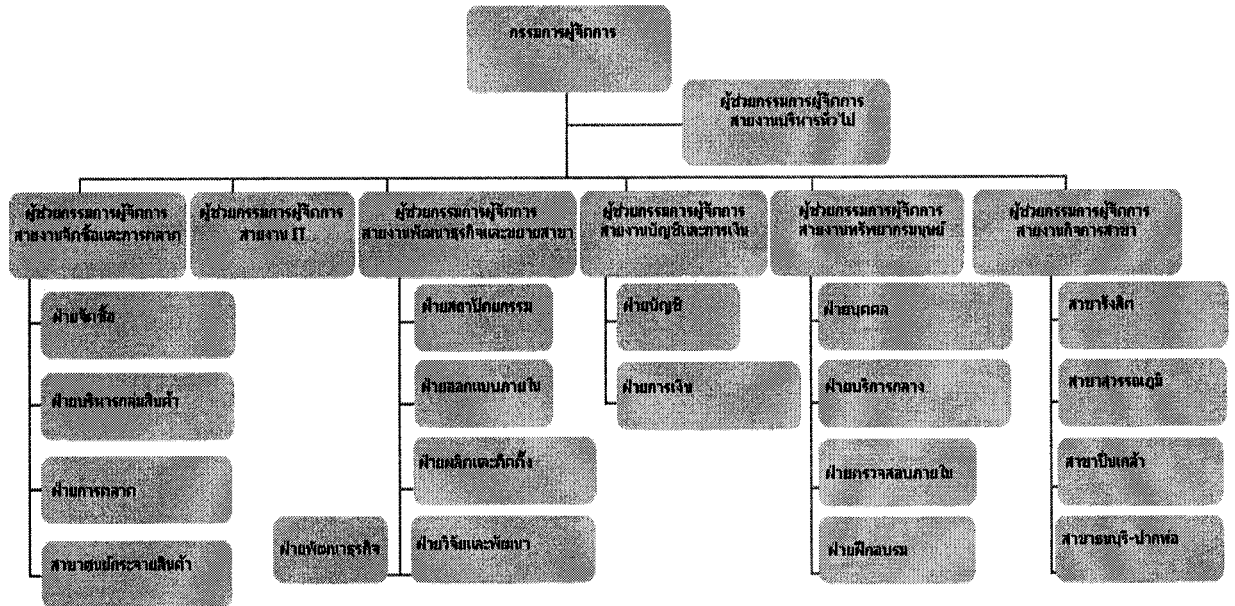 กรรมการผู้จัดการ
ผู้ช่วยกรรมการผู้จัดการ
สายงานบริหารทั่วไป
ผู้ช่วยกรรมการผู้จัดการ
สายงานจัดซื้อและการตลาด
ผู้ช่วยกรรมการผู้จัดการ
สายงาน IT
ผู้ช่วยกรรมการผู้จัดการ
สายงานพัฒนาธุรกิจและขยายสาขา
ผู้ช่วยกรรมการผู้จัดการ
สายงานบัญชีและการเงิน
ผู้ช่วยกรรมการผู้จัดการ
สายงานทรัพยากรมนุษย์
ผู้ช่วยกรรมการผู้จัดการ
สายงานกิจการสาขา
ฝ่ายจัดซื้อ
ฝ่ายบริหารกลุ่มสินค้า
ฝ่ายการตลาด
สาขาศูนย์กระจายสินค้า
ฝ่ายสถาปัตยกรรม
ฝ่ายออกแบบภายใน
ฝ่ายผลิตและติดตั้ง
ฝ่ายพัฒนาธุรกิจ
ฝ่ายวิจัยและพัฒนา
ฝ่ายบัญชี
ฝ่ายการเงิน
ฝ่ายบุคคล
ฝ่ายบริการกลาง
ฝ่ายตรวจสอบภายใน
ฝ่ายฝึกอบรม
สาขารังสิต
สาขาสุวรรณภูมิ
สาขาปิ่นเกล้า
สาขาธนบุรี-ปากท่อ